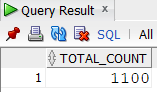 Query Result ×
SQL | All
TOTAL_COUNT
1 1100